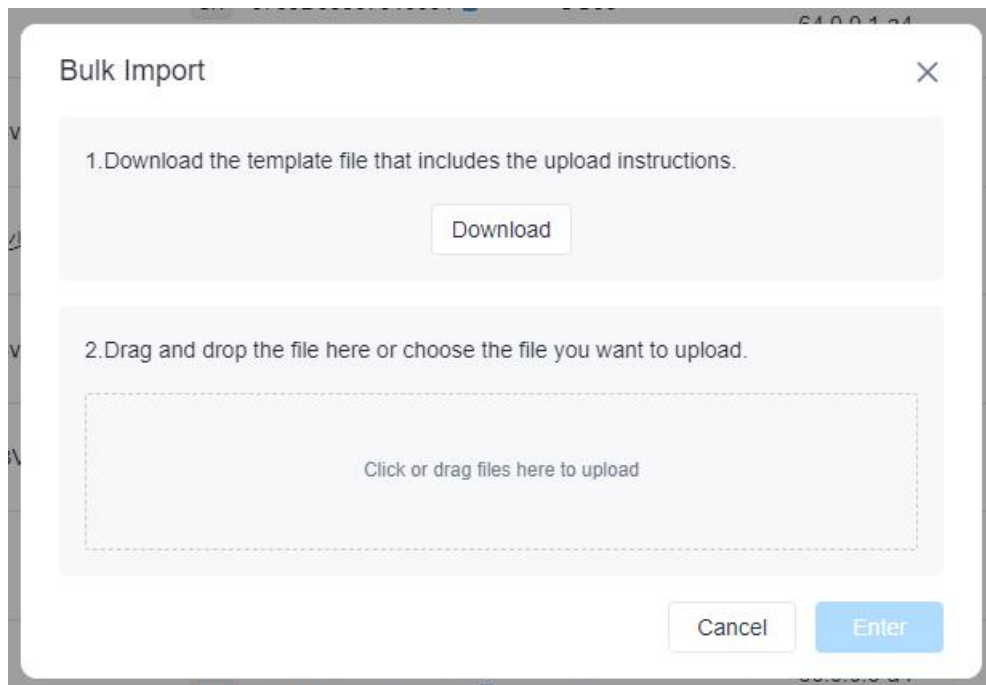 Bulk Import
1.Download the template file that includes the upload instructions.
Download
2.Drag and drop the file here or choose the file you want to upload.
Click or drag files here to upload
Cancel
Enter